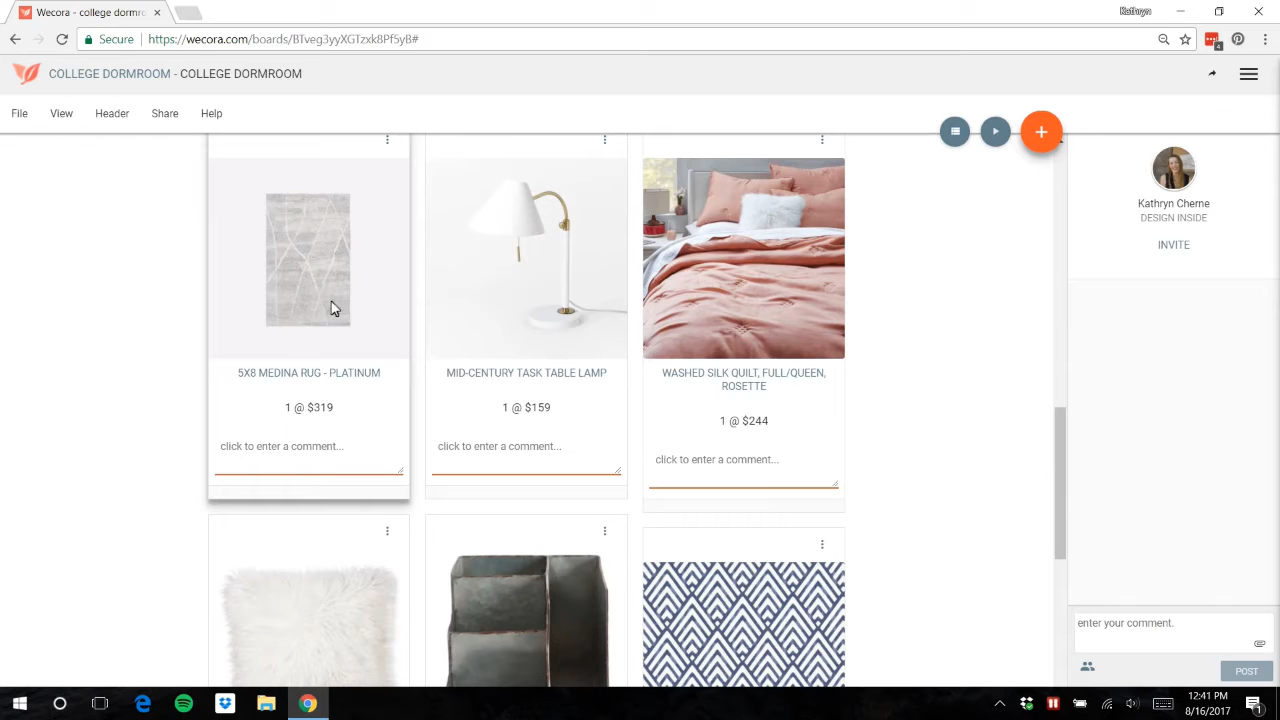 Wecora - college dormroo
Kathryn
Secure
https://wecora.com/boards/BTveg3yyXGTzxk8Pf5yB#
4
COLLEGE DORMROOM - COLLEGE DORMROOM
File View Header Share Help
Kathryn Cherne
DESIGN INSIDE
INVITE
5X8 MEDINA RUG - PLATINUM
1 @ $319
click to enter a comment...
MID-CENTURY TASK TABLE LAMP
1 @ $159
click to enter a comment...
WASHED SILK QUILT, FULL/QUEEN,
ROSETTE
1 @ $244
click to enter a comment...
enter your comment.
POST
12:41 PM
8/16/2017
1